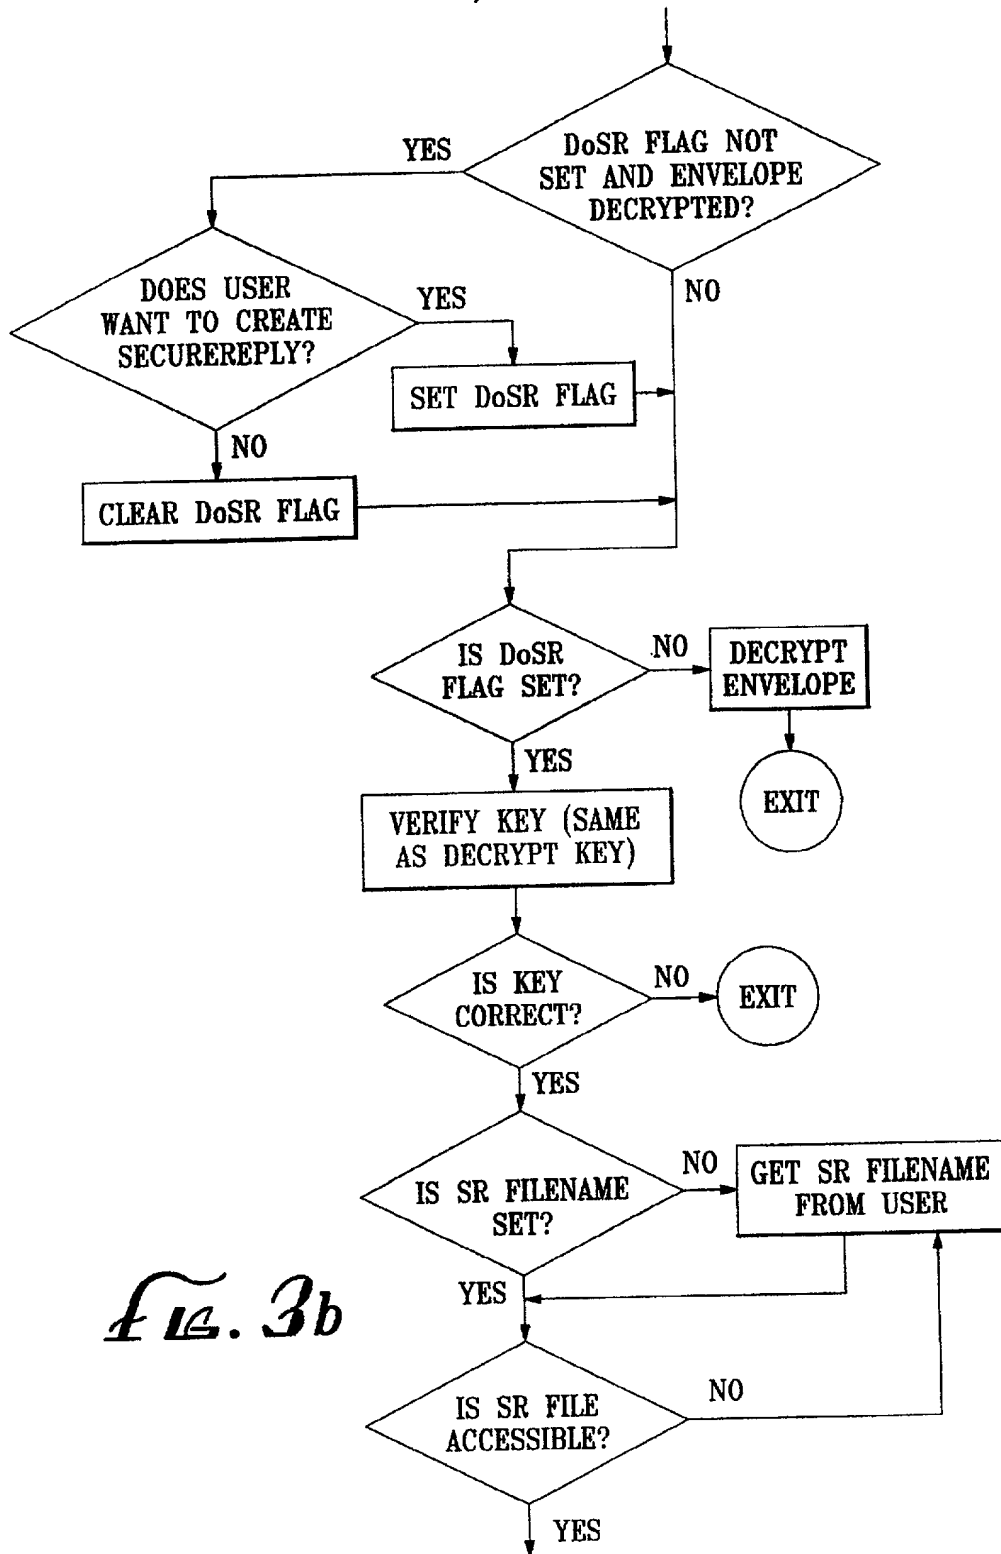 DoSR FLAG NOT
SET AND ENVELOPE
DECRYPTED?
YES
NO
DOES USER
WANT TO CREATE
SECUREREPLY?
YES
SET DoSR FLAG
NO
CLEAR DoSR FLAG
IS DoSR
FLAG SET?
NO
DECRYPT
ENVELOPE
EXIT
YES
VERIFY KEY (SAME
AS DECRYPT KEY)
IS KEY
CORRECT?
NO
EXIT
YES
IS SR FILENAME
SET?
NO
GET SR FILENAME
FROM USER
YES
IS SR FILE
ACCESSIBLE?
NO
YES
FIG. 3b